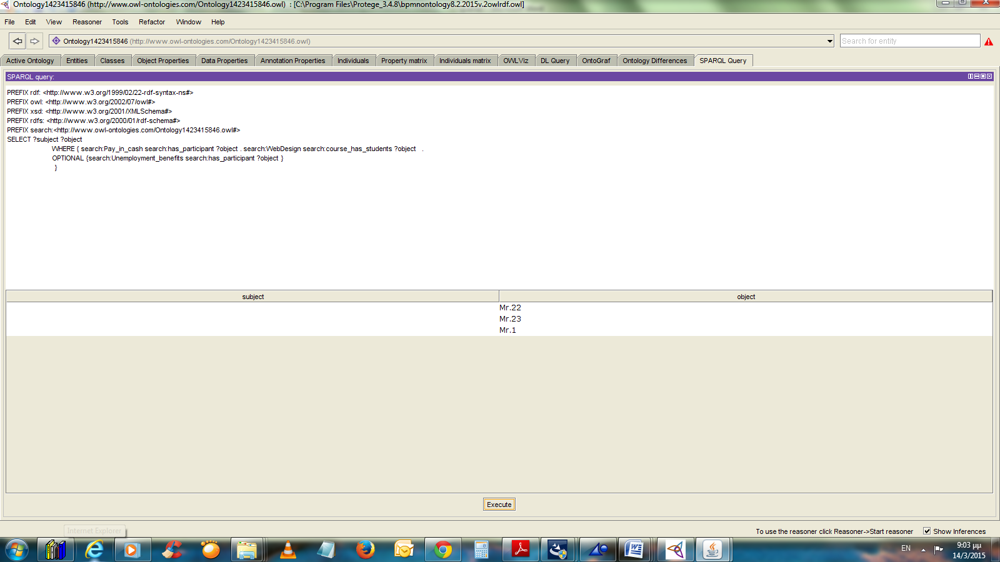 Ontology1423415846 (http://www.owl-ontologies.com/Ontology1423415846.owl) : [C:\Program Files\Protege_3.4.8\bpmnontology8.2.2015v.2owlrdf.owl]
File Edit View Reasoner Tools Refactor Window Help
Ontology1423415846 (http://www.owl-ontologies.com/Ontology1423415846.owl) Search for entity
Active Ontology Entities Classes Object Properties Data Properties Annotation Properties Individuals Property matrix Individuals matrix OWLViz DL Query OntoGraf Ontology Differences SPARQL Query
SPARQL query:
PREFIX rdf: <http://www.w3.org/1999/02/22-rdf-syntax-ns#>
PREFIX owl: <http://www.w3.org/2002/07/owl#>
PREFIX xsd: <http://www.w3.org/2001/XMLSchema#>
PREFIX rdfs: <http://www.w3.org/2000/01/rdf-schema#>
PREFIX search:<http://www.owl-ontologies.com/Ontology1423415846.owl#>
SELECT ?subject ?object
WHERE { search:Pay_in_cash search:has_participant ?object . search:WebDesign search:course_has_students ?object .
OPTIONAL {search:Unemployment_benefits search:has_participant ?object }
}
subject object
Mr.22
Mr.23
Mr.1
Execute
Internet Explorer
To use the reasoner click Reasoner->Start reasoner Show Inferences
EN 9:03 μμ
14/3/2015